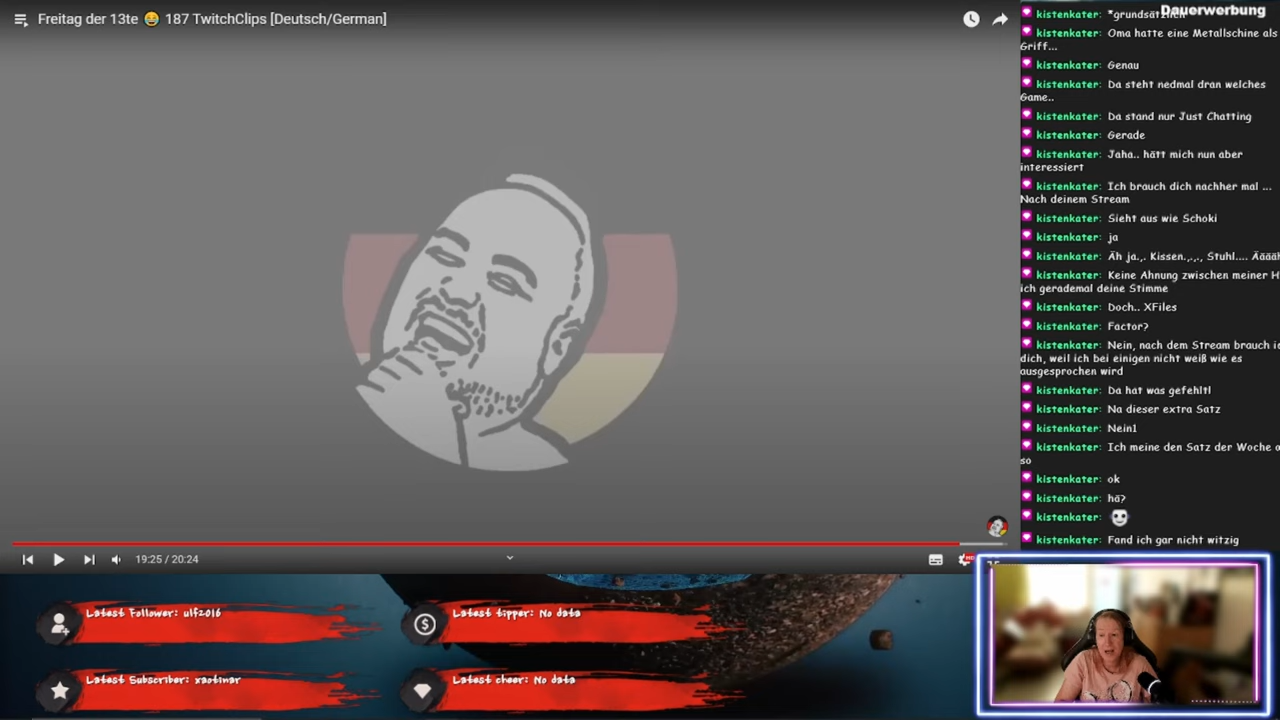 Freitag der 13te 😂 187 TwitchClips [Deutsch/German]
Dauerwerbung
kistenkater: *grundsätzlich
kistenkater: Oma hatte eine Metallschine als
Griff...
kistenkater: Genau
kistenkater: Da steht nedmal dran welches
Game..
kistenkater: Da stand nur Just Chatting
kistenkater: Gerade
kistenkater: Jaha.. hätt mich nun aber
interessiert
kistenkater: Ich brauch dich nachher mal ...
Nach deinem Stream
kistenkater: Sieht aus wie Schoki
kistenkater: ja
kistenkater: Äh ja.,. Kissen.,.,., Stuhl.... Äääh
kistenkater: Keine Ahnung zwischen meiner H
ich gerademal deine Stimme
kistenkater: Doch.. XFiles
kistenkater: Factor?
kistenkater: Nein, nach dem Stream brauch i
dich, weil ich bei einigen nicht weiß wie es
ausgesprochen wird
kistenkater: Da hat was gefehlt!
kistenkater: Na dieser extra Satz
kistenkater: Nein1
kistenkater: Ich meine den Satz der Woche
so
kistenkater: ok
kistenkater: hä?
kistenkater:
kistenkater: Fand ich gar nicht witzig
19:25 / 20:24
Latest Follower: ulf2016
Latest tipper: No data
Latest Subscriber: xaotinar
Latest cheer: No data